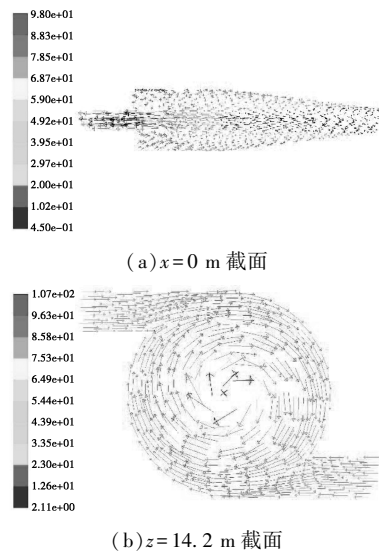 9.80e+01
8.83e+01
7.85e+01
6.87e+01
5.90e+01
4.92e+01
3.95e+01
2.97e+01
2.00e+01
1.02e+01
4.50e-01
(a)x=0 m 截面
1.07e+02
9.63e+01
8.58e+01
7.53e+01
6.49e+01
5.44e+01
4.39e+01
3.35e+01
2.30e+01
1.26e+01
2.11e+00
(b)z=14.2 m 截面